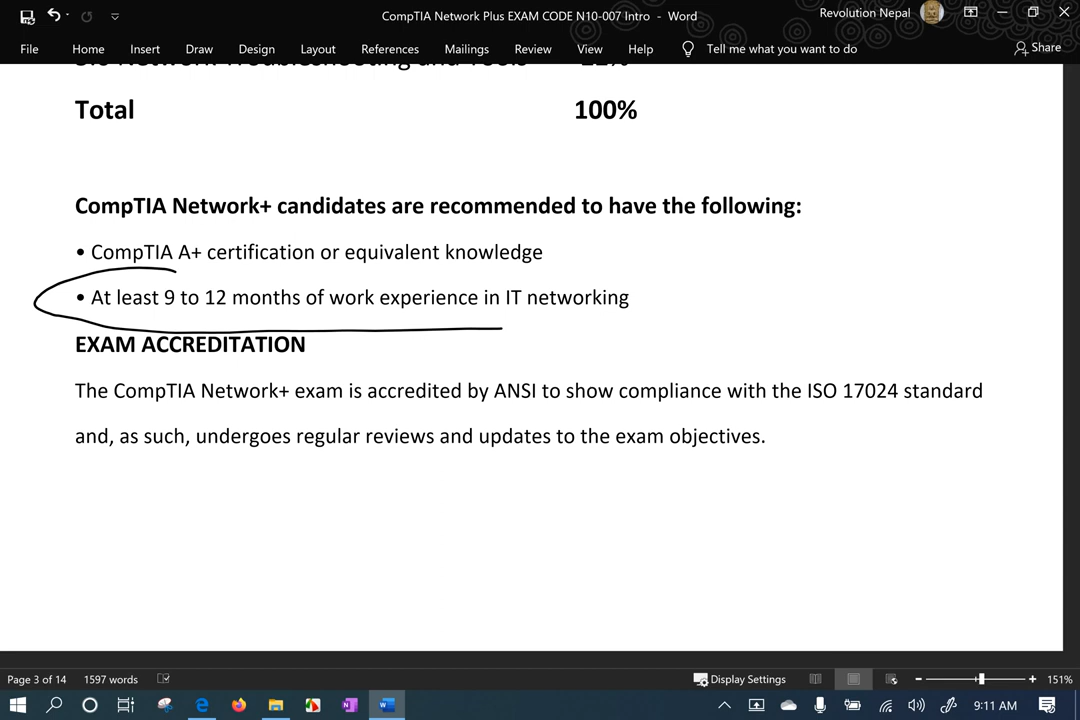 CompTIA Network Plus EXAM CODE N10-007 Intro - Word
Revolution Nepal
File Home Insert Draw Design Layout References Mailings Review View Help Tell me what you want to do Share
Total 100%
CompTIA Network+ candidates are recommended to have the following:
• CompTIA A+ certification or equivalent knowledge
• At least 9 to 12 months of work experience in IT networking
EXAM ACCREDITATION
The CompTIA Network+ exam is accredited by ANSI to show compliance with the ISO 17024 standard
and, as such, undergoes regular reviews and updates to the exam objectives.
Page 3 of 14 1597 words Display Settings 151%
9:11 AM